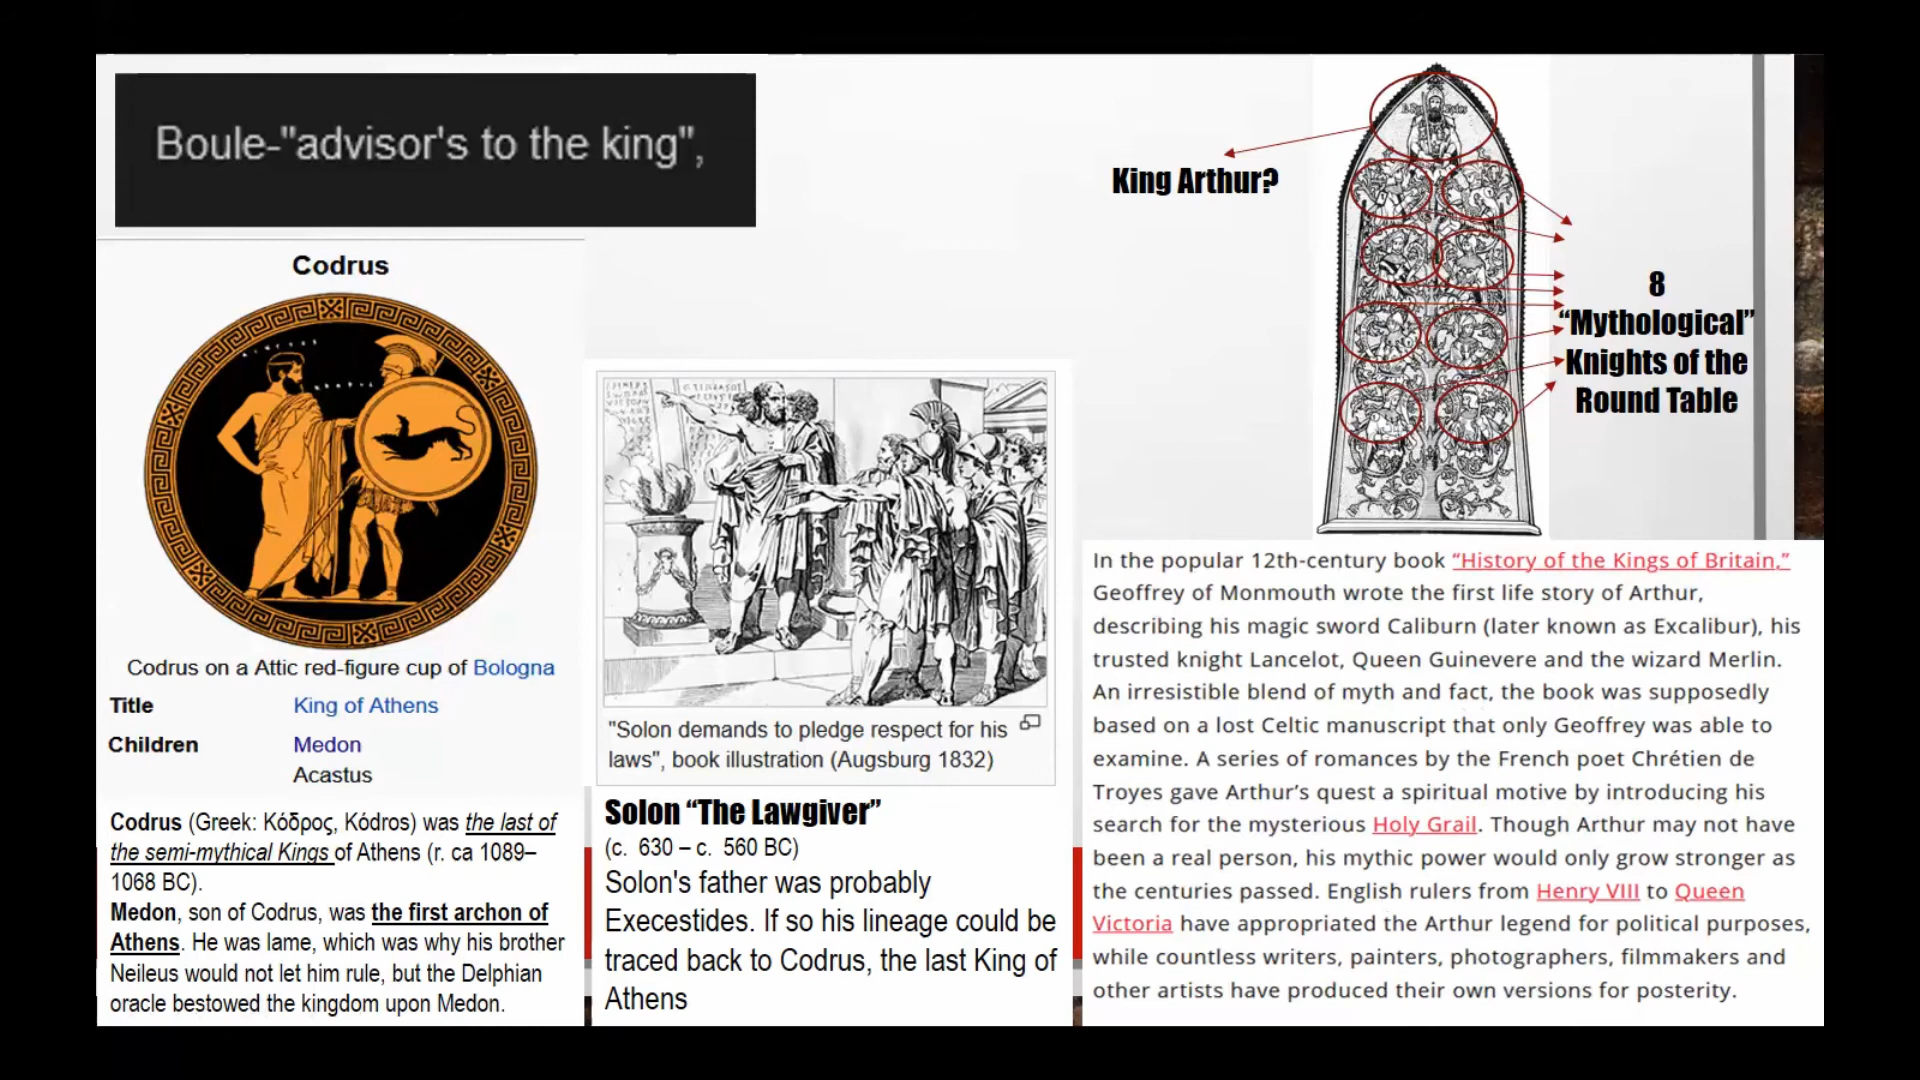 Boule-"advisor's to the king",
Codrus
Codrus on a Attic red-figure cup of Bologna
Title King of Athens
Children Medon
Acastus
Codrus (Greek: Κόδρος, Kódros) was the last of
the semi-mythical Kings of Athens (r. ca 1089–
1068 BC).
Medon, son of Codrus, was the first archon of
Athens. He was lame, which was why his brother
Neileus would not let him rule, but the Delphian
oracle bestowed the kingdom upon Medon.
"Solon demands to pledge respect for his
laws", book illustration (Augsburg 1832)
Solon “The Lawgiver”
(c. 630 – c. 560 BC)
Solon's father was probably
Execestides. If so his lineage could be
traced back to Codrus, the last King of
Athens
King Arthur?
8
“Mythological”
Knights of the
Round Table
In the popular 12th-century book “History of the Kings of Britain,”
Geoffrey of Monmouth wrote the first life story of Arthur,
describing his magic sword Caliburn (later known as Excalibur), his
trusted knight Lancelot, Queen Guinevere and the wizard Merlin.
An irresistible blend of myth and fact, the book was supposedly
based on a lost Celtic manuscript that only Geoffrey was able to
examine. A series of romances by the French poet Chrétien de
Troyes gave Arthur’s quest a spiritual motive by introducing his
search for the mysterious Holy Grail. Though Arthur may not have
been a real person, his mythic power would only grow stronger as
the centuries passed. English rulers from Henry VIII to Queen
Victoria have appropriated the Arthur legend for political purposes,
while countless writers, painters, photographers, filmmakers and
other artists have produced their own versions for posterity.